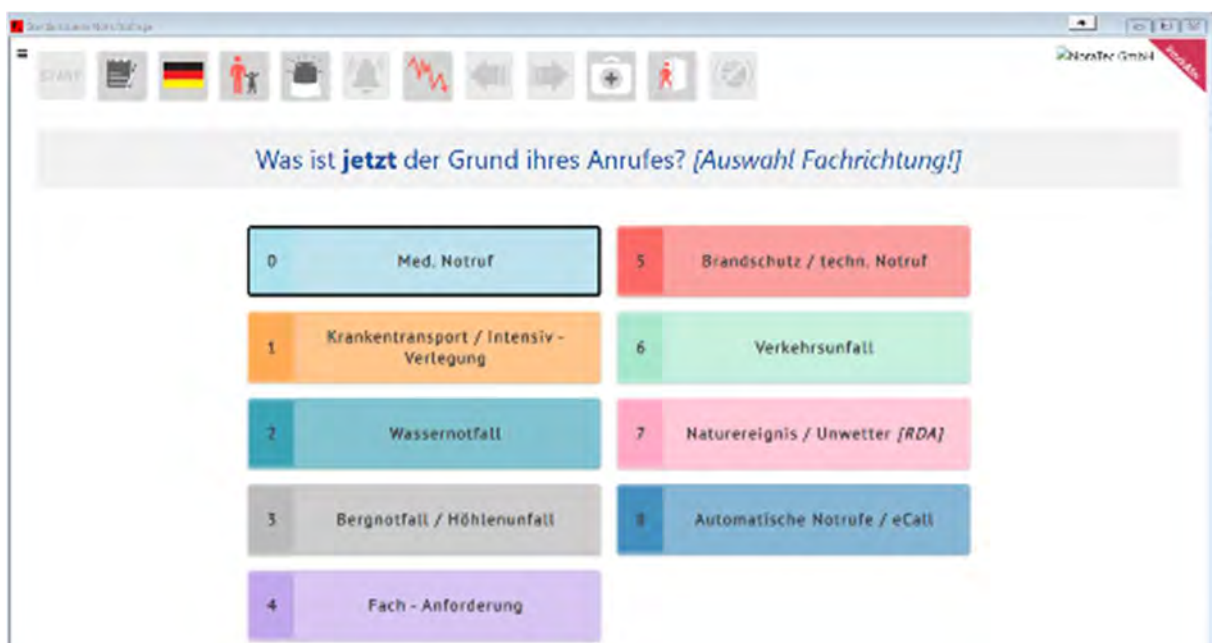 START
NoraTec GmbH
Was ist jetzt der Grund ihres Anrufes? [Auswahl Fachrichtung!]
0 Med. Notruf
5 Brandschutz / techn. Notruf
1 Krankentransport / Intensiv -
Verlegung
6 Verkehrsunfall
2 Wassernotfall
7 Naturereignis / Unwetter [RDA]
3 Bergnotfall / Höhlenunfall
8 Automatische Notrufe / eCall
4 Fach - Anforderung